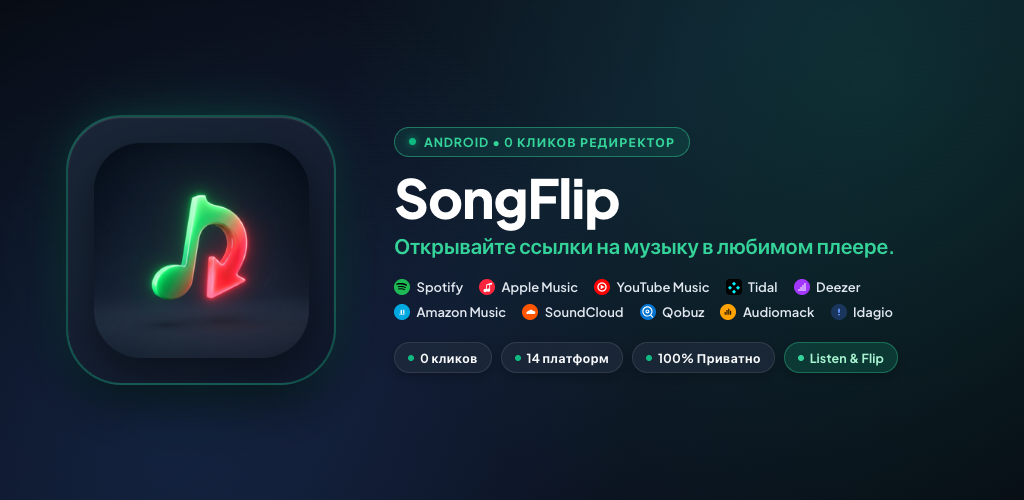 ANDROID • 0 КЛИКОВ РЕДИРЕКТОР
SongFlip
Открывайте ссылки на музыку в любимом плеере.
Spotify Apple Music YouTube Music Tidal Deezer
Amazon Music SoundCloud Qobuz Audiomack Idagio
0 кликов 14 платформ 100% Приватно Listen & Flip